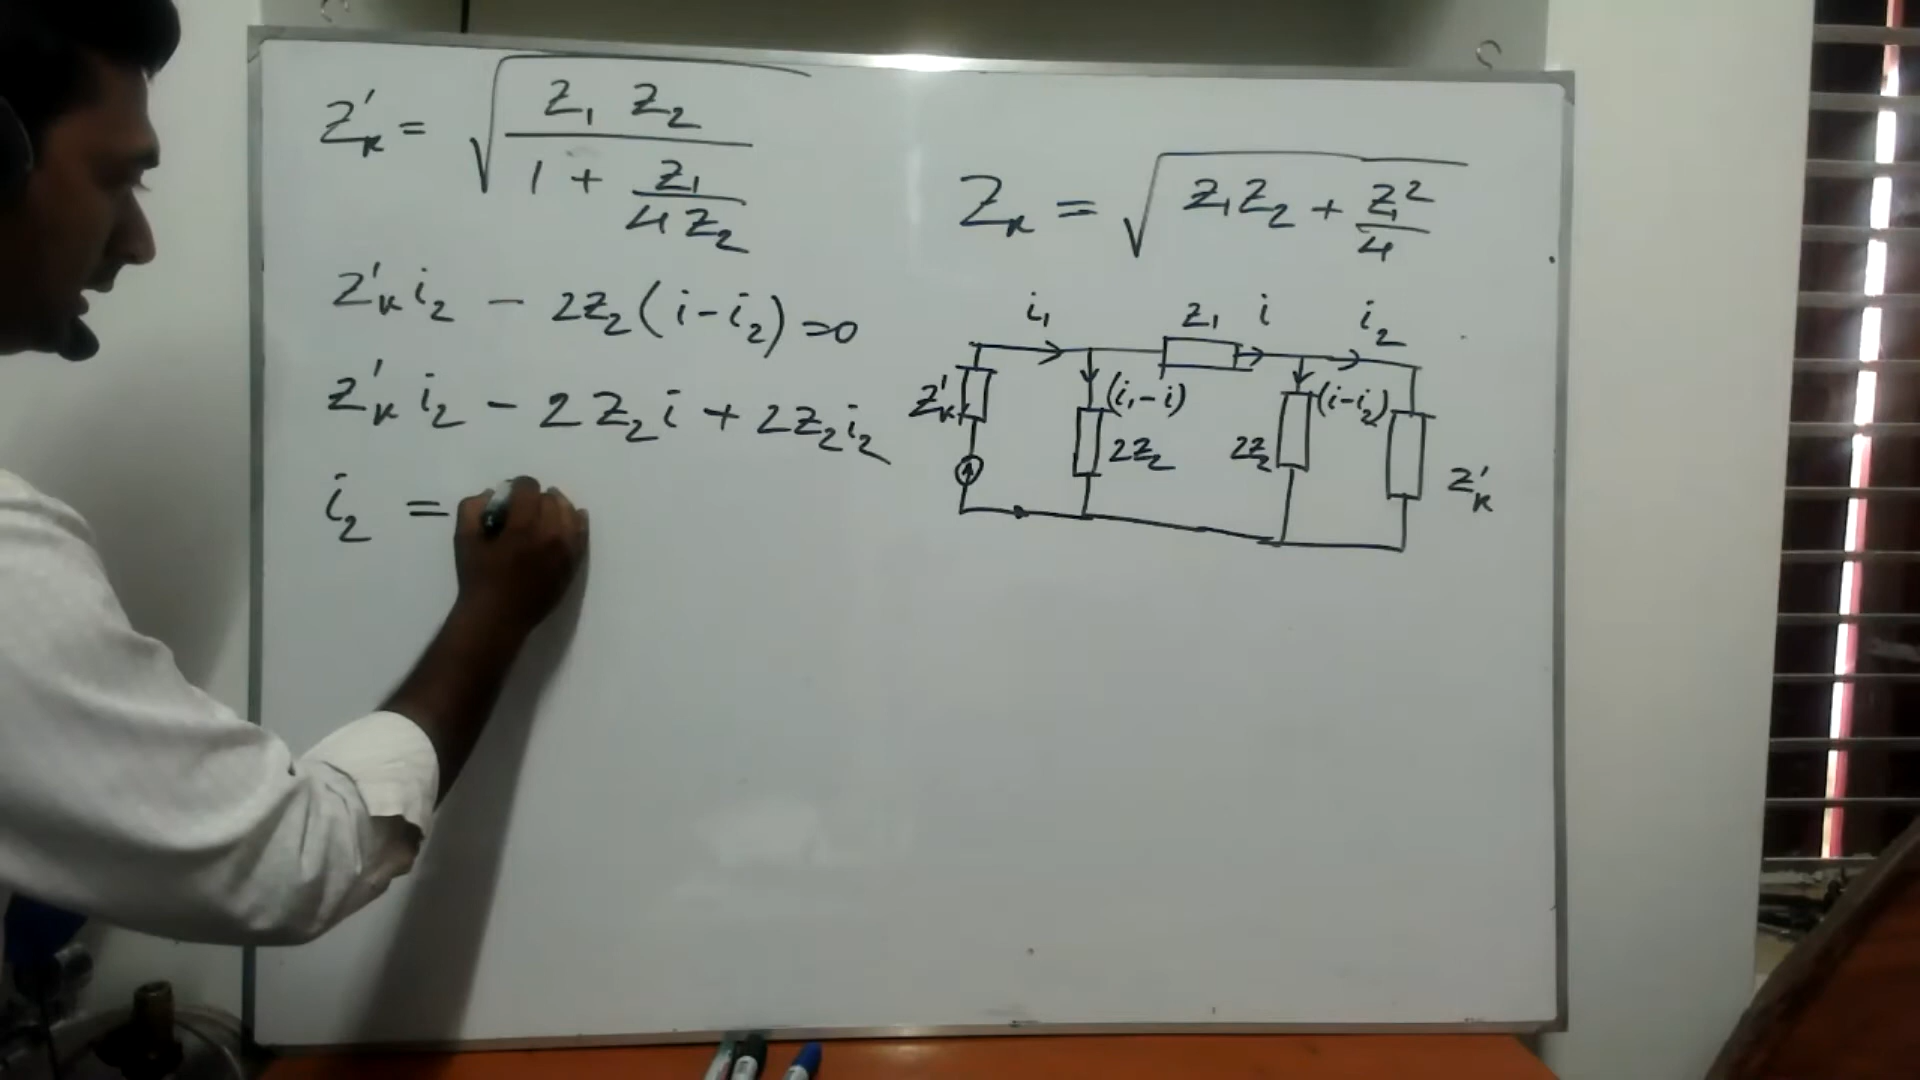 Z'k = √(Z1 Z2 / (1 + Z1/4Z2))
Zk = √(Z1Z2 + Z1²/4)
Z'k i2 - 2Z2(i-i2)=0
Z'k i2 - 2Z2 i + 2Z2 i2
i2 =
i1 Z1 i i2
Z'k (i1-i) (i-i2)
2Z2 2Z2 Z'k